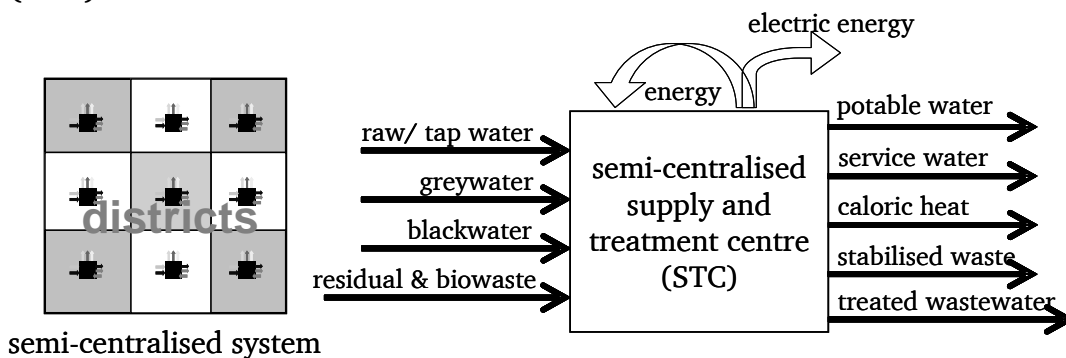 electric energy
energy
raw/ tap water
greywater
blackwater
residual & biowaste
semi-centralised
supply and
treatment centre
(STC)
potable water
service water
caloric heat
stabilised waste
treated wastewater
districts
semi-centralised system